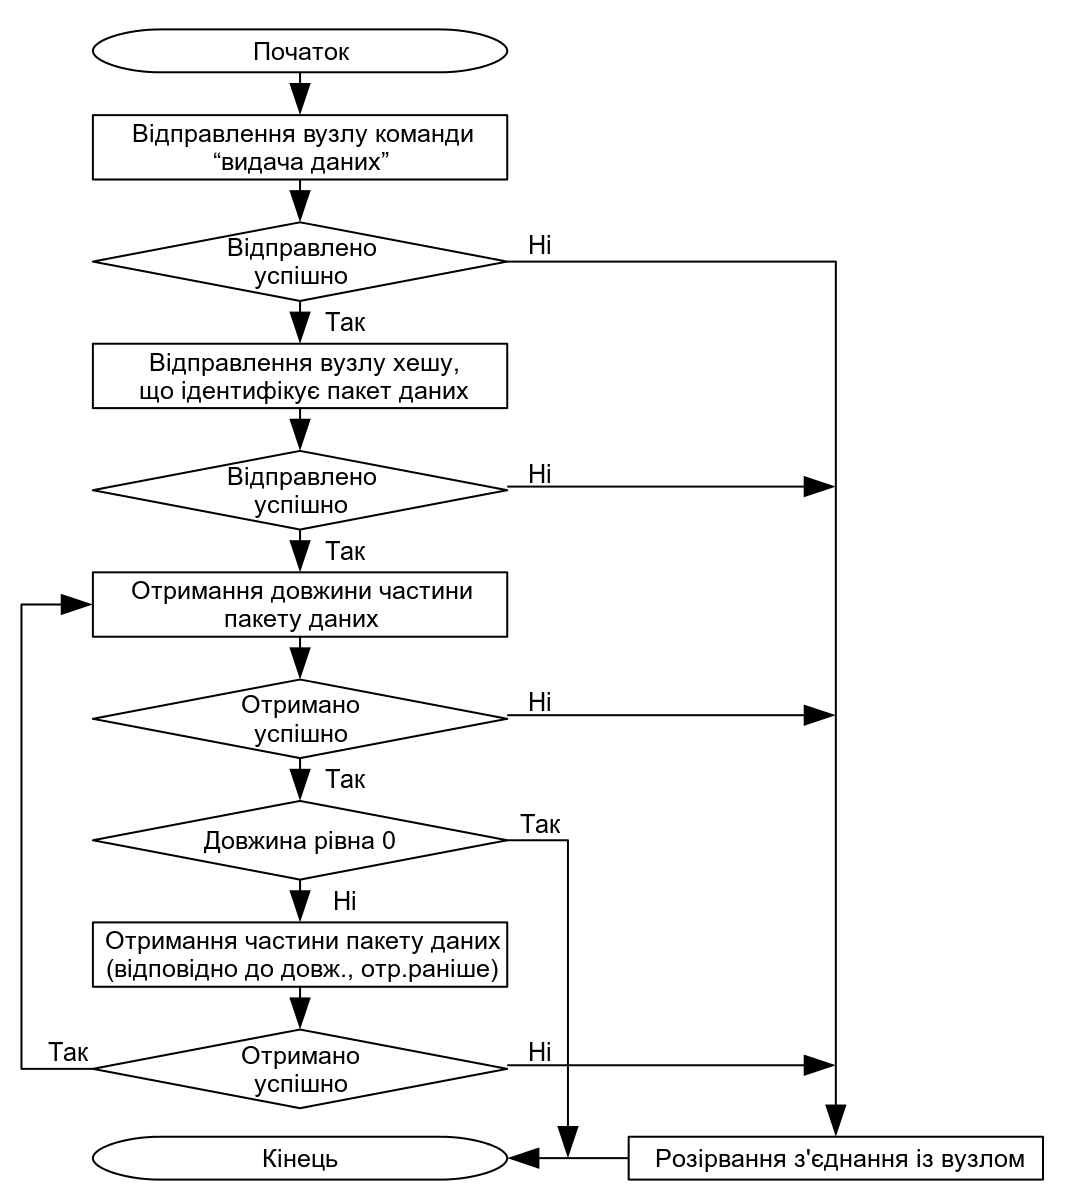 Початок
Відправлення вузлу команди
“видача даних”
Відправлено
успішно
Ні
Так
Відправлення вузлу хешу,
що ідентифікує пакет даних
Відправлено
успішно
Ні
Так
Отримання довжини частини
пакету даних
Отримано
успішно
Ні
Так
Довжина рівна 0
Так
Ні
Отримання частини пакету даних
(відповідно до довж., отр.раніше)
Так
Отримано
успішно
Ні
Кінець
Розірвання з'єднання із вузлом